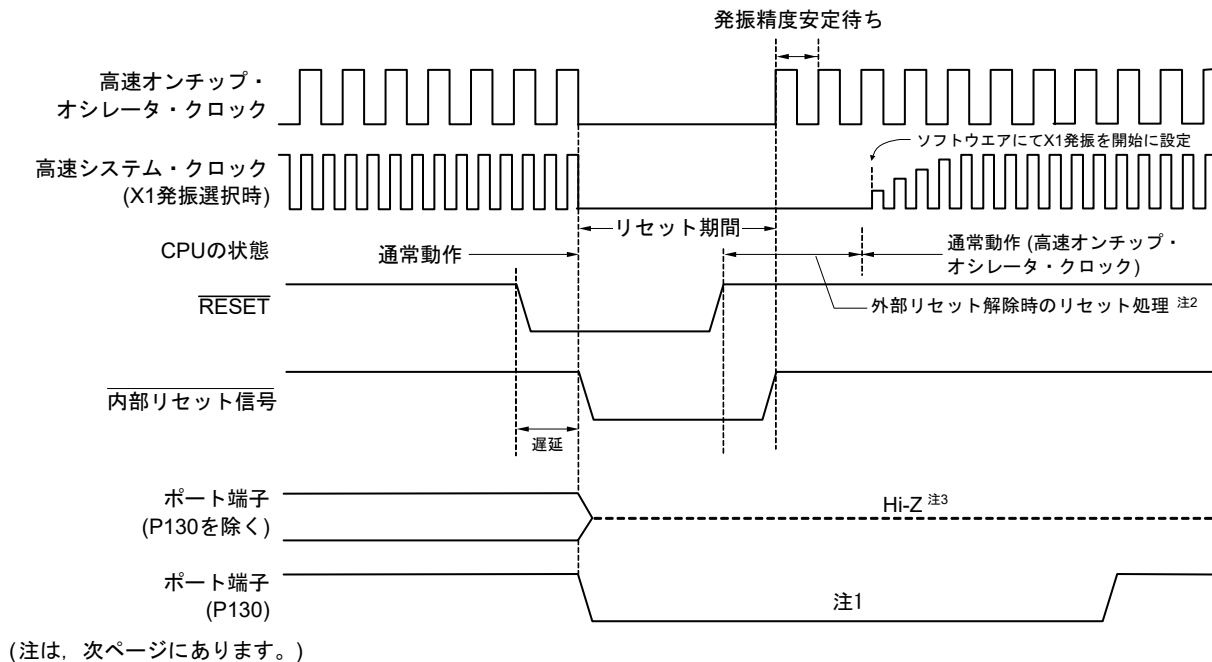 発振精度安定待ち
高速オンチップ・
オシレータ・クロック
ソフトウエアにてX1発振を開始に設定
高速システム・クロック
(X1発振選択時)
リセット期間
CPUの状態
通常動作
通常動作 (高速オンチップ・
オシレータ・クロック)
RESET
外部リセット解除時のリセット処理 注2
内部リセット信号
遅延
ポート端子
(P130を除く)
Hi-Z 注3
ポート端子
(P130)
注1
(注は，次ページにあります。)